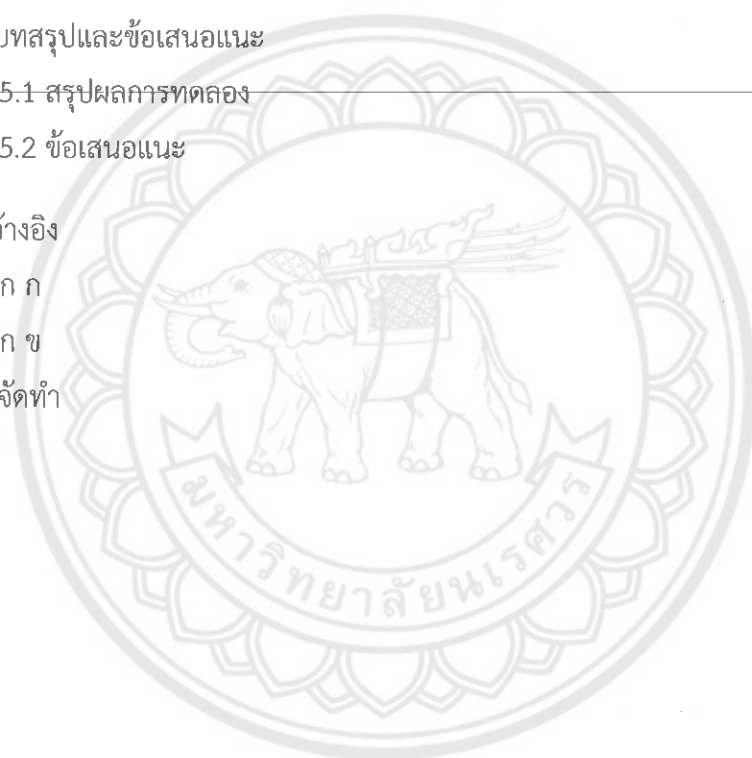 บทสรุปและข้อเสนอแนะ
5.1 สรุปผลการทดลอง
5.2 ข้อเสนอแนะ
อ้างอิง
ก ก
ก ข
จัดทำ
มหาวิทยาลัยนเรศวร